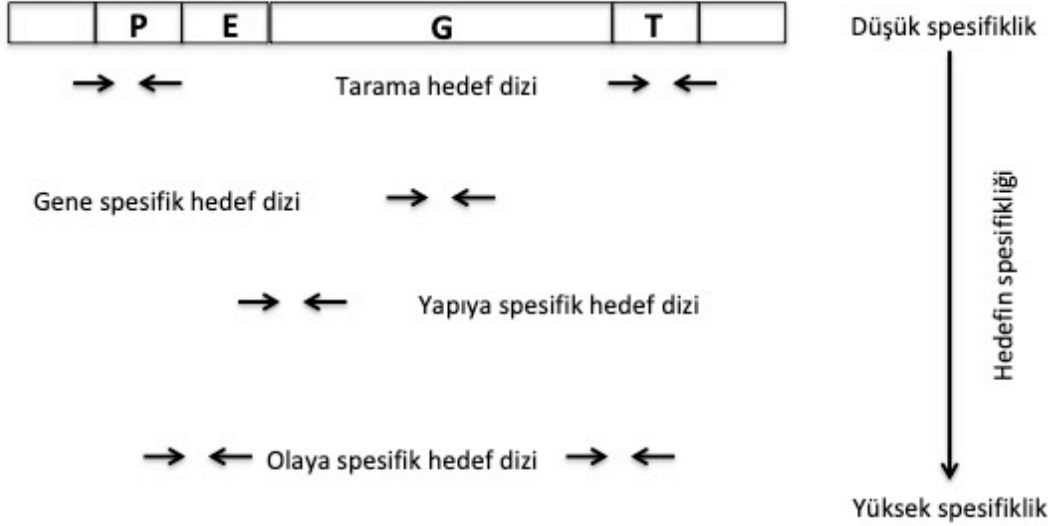 P E G T
Düşük spesifiklik
Tarama hedef dizi
Gene spesifik hedef dizi
Yapıya spesifik hedef dizi
Hedefin spesifikliği
Olaya spesifik hedef dizi
Yüksek spesifiklik